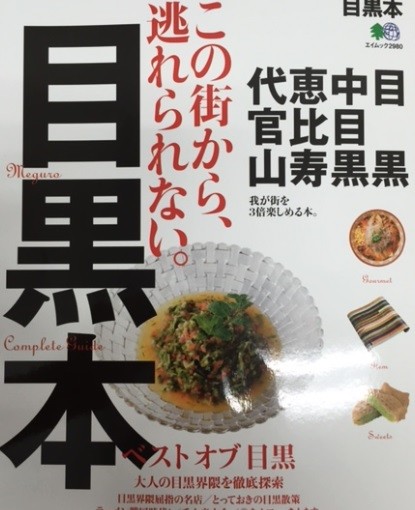 目黒本
エイムック2980
この街から、
逃れられない。
目黒
中目黒
恵比寿
代官山
我が街を
3倍楽しめる本。
目黒本
Meguro
Complete Guide
Gourmet
Item
Sweets
ベストオブ目黒
大人の目黒界隈を徹底探索
目黒界隈屈指の名店/とっておきの目黒散策